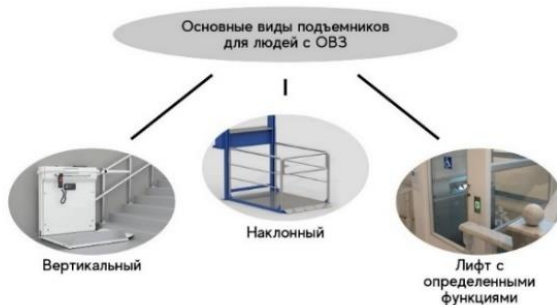 Основные виды подъемников
для людей с ОВЗ
Вертикальный
Наклонный
Лифт с
определенными
функциями